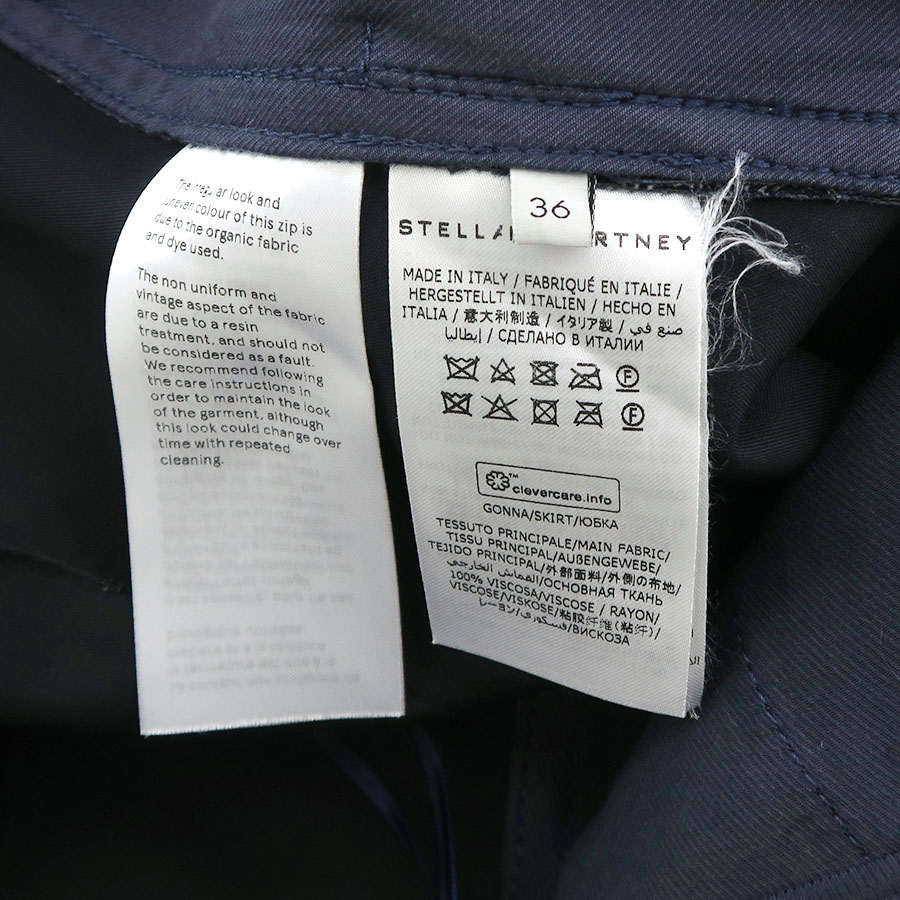 The irregular look and
uneven colour of this zip is
due to the organic fabric
and dye used.
The non uniform and
vintage aspect of the fabric
are due to a resin
treatment, and should not
be considered as a fault.
We recommend following
the care instructions in
order to maintain the look
of the garment, although
this look could change over
time with repeated
cleaning.
36
STELLA RTNEY
MADE IN ITALY / FABRIQUÉ EN ITALIE /
HERGESTELLT IN ITALIEN / HECHO EN
ITALIA / 意大利制造 / イタリア製 / صنع في
إيطاليا / СДЕЛАНО В ИТАЛИИ
F
F
clevercare.info™
GONNA/SKIRT/ЮБКА
TESSUTO PRINCIPALE/MAIN FABRIC/
TISSU PRINCIPAL/AUßENGEWEBE/
TEJIDO PRINCIPAL/外部面料/外側の布地/
القماش الخارجي/ОСНОВНАЯ ТКАНЬ
100% VISCOSA/VISCOSE / RAYON/
VISCOSE/VISKOSE/粘胶纤维(粘纤)/
レーヨン/فسكوزي/ВИСКОЗА